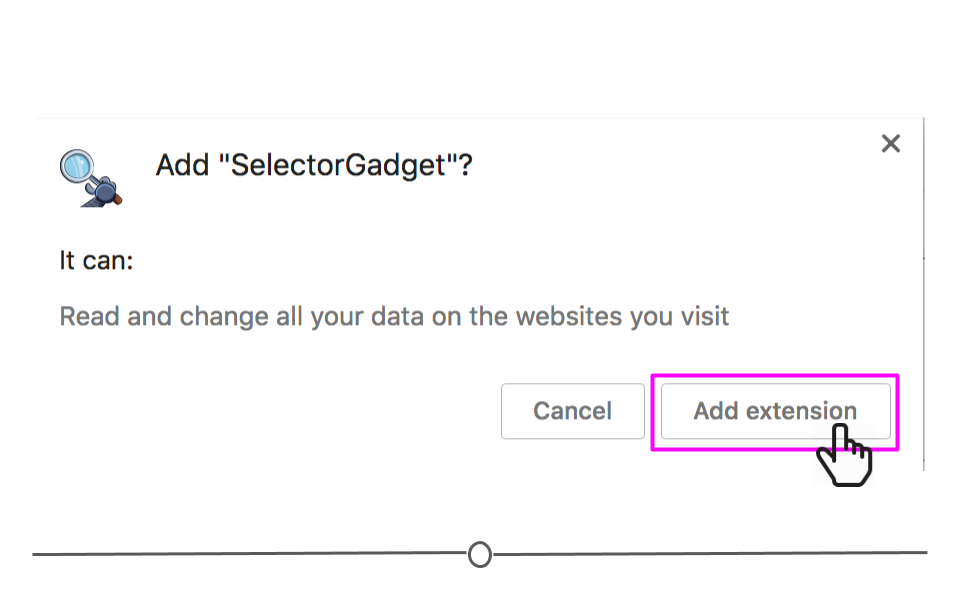 Add "SelectorGadget"?
It can:
Read and change all your data on the websites you visit
Cancel
Add extension